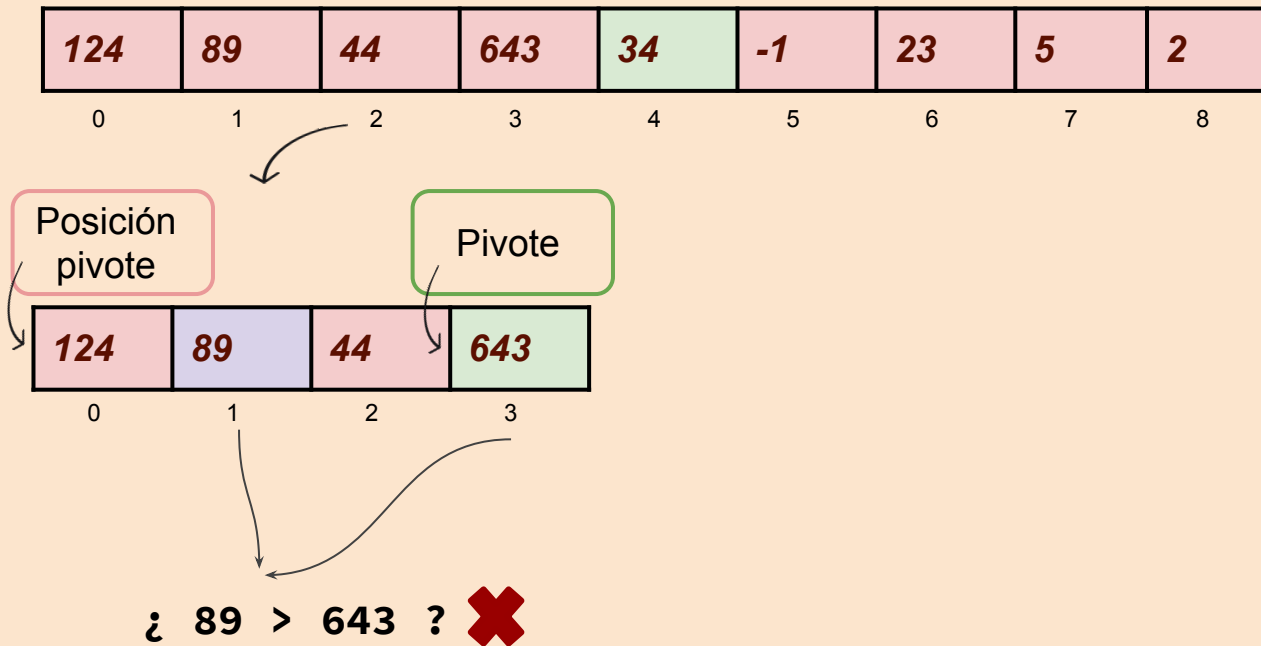 124 89 44 643 34 -1 23 5 2
0 1 2 3 4 5 6 7 8
Posición
pivote
Pivote
124 89 44 643
0 1 2 3
¿ 89 > 643 ?